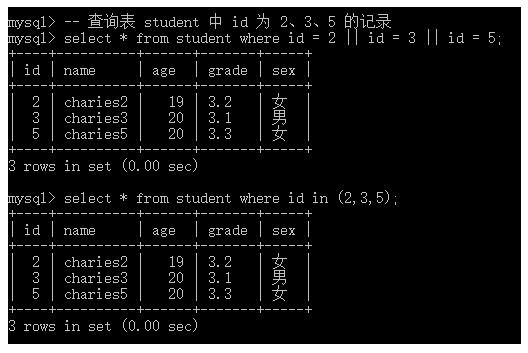 mysql> -- 查询表 student 中 id 为 2、3、5 的记录
mysql> select * from student where id = 2 || id = 3 || id = 5;
+----+----------+-----+-------+-----+
| id | name     | age | grade | sex |
+----+----------+-----+-------+-----+
|  2 | charies2 |  19 | 3.2   | 女  |
|  3 | charies3 |  20 | 3.1   | 男  |
|  5 | charies5 |  20 | 3.3   | 女  |
+----+----------+-----+-------+-----+
3 rows in set (0.00 sec)
mysql> select * from student where id in (2,3,5);
+----+----------+-----+-------+-----+
| id | name     | age | grade | sex |
+----+----------+-----+-------+-----+
|  2 | charies2 |  19 | 3.2   | 女  |
|  3 | charies3 |  20 | 3.1   | 男  |
|  5 | charies5 |  20 | 3.3   | 女  |
+----+----------+-----+-------+-----+
3 rows in set (0.00 sec)